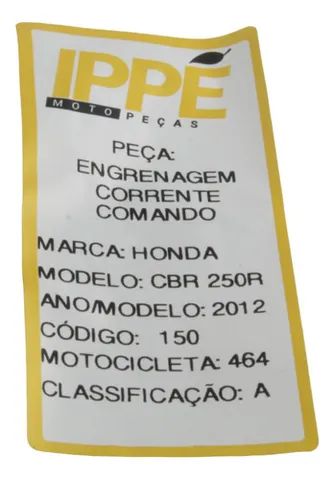 IPPÉ
MOTO PEÇAS
PEÇA:
ENGRENAGEM
CORRENTE
COMANDO
MARCA: HONDA
MODELO: CBR 250R
ANO/MODELO: 2012
CÓDIGO: 150
MOTOCICLETA: 464
CLASSIFICAÇÃO: A